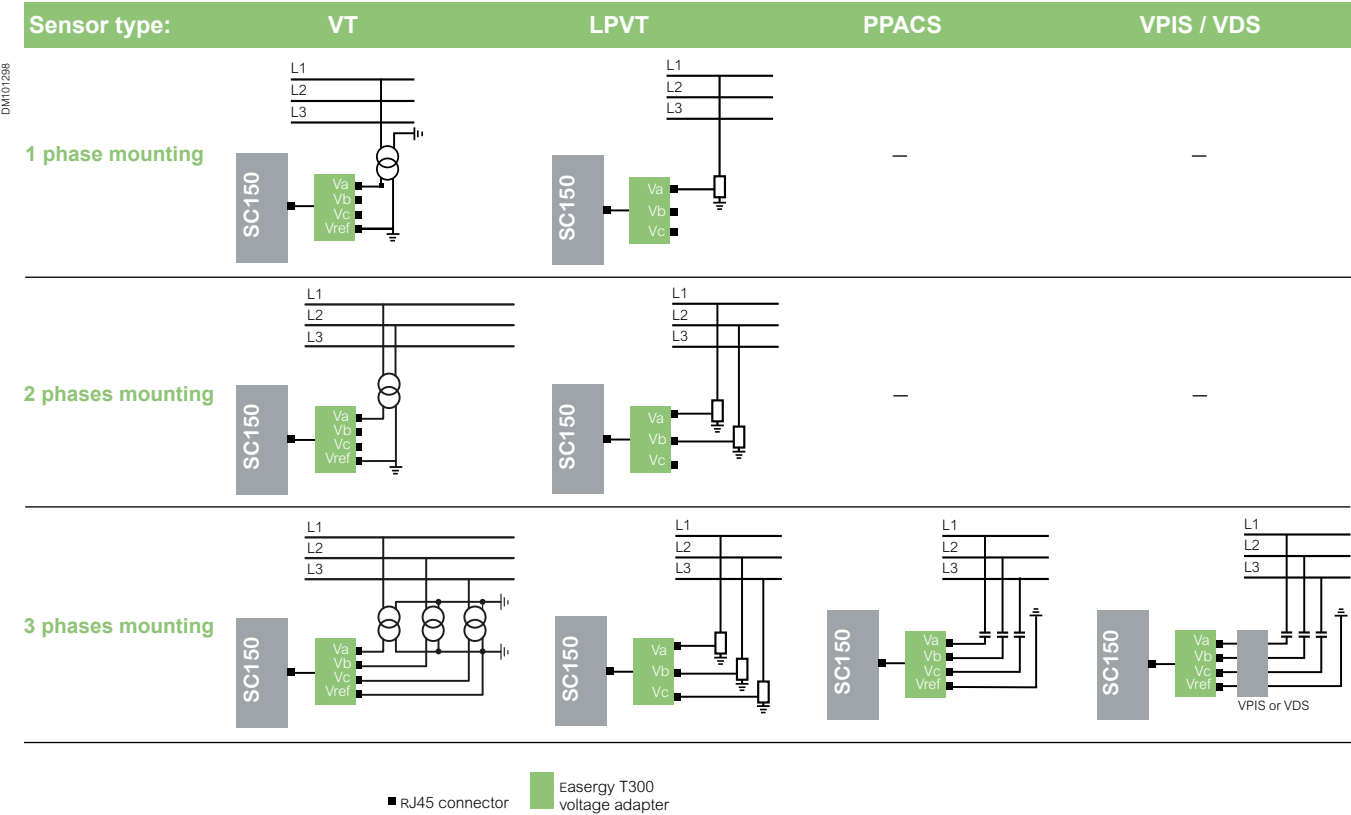 Sensor type: VT LPVT PPACS VPIS / VDS
DM101298
1 phase mounting
L1
L2
L3
SC150
Va
Vb
Vc
Vref
L1
L2
L3
SC150
Va
Vb
Vc
–
–
2 phases mounting
L1
L2
L3
SC150
Va
Vb
Vc
Vref
L1
L2
L3
SC150
Va
Vb
Vc
–
–
3 phases mounting
L1
L2
L3
SC150
Va
Vb
Vc
Vref
L1
L2
L3
SC150
Va
Vb
Vc
L1
L2
L3
SC150
Va
Vb
Vc
Vref
L1
L2
L3
SC150
Va
Vb
Vc
Vref
VPIS or VDS
RJ45 connector
Easergy T300
voltage adapter